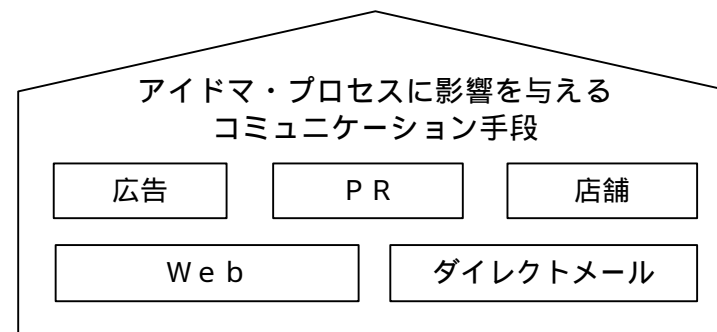 アイドマ・プロセスに影響を与える
コミュニケーション手段
広告
ＰＲ
店舗
Ｗｅｂ
ダイレクトメール